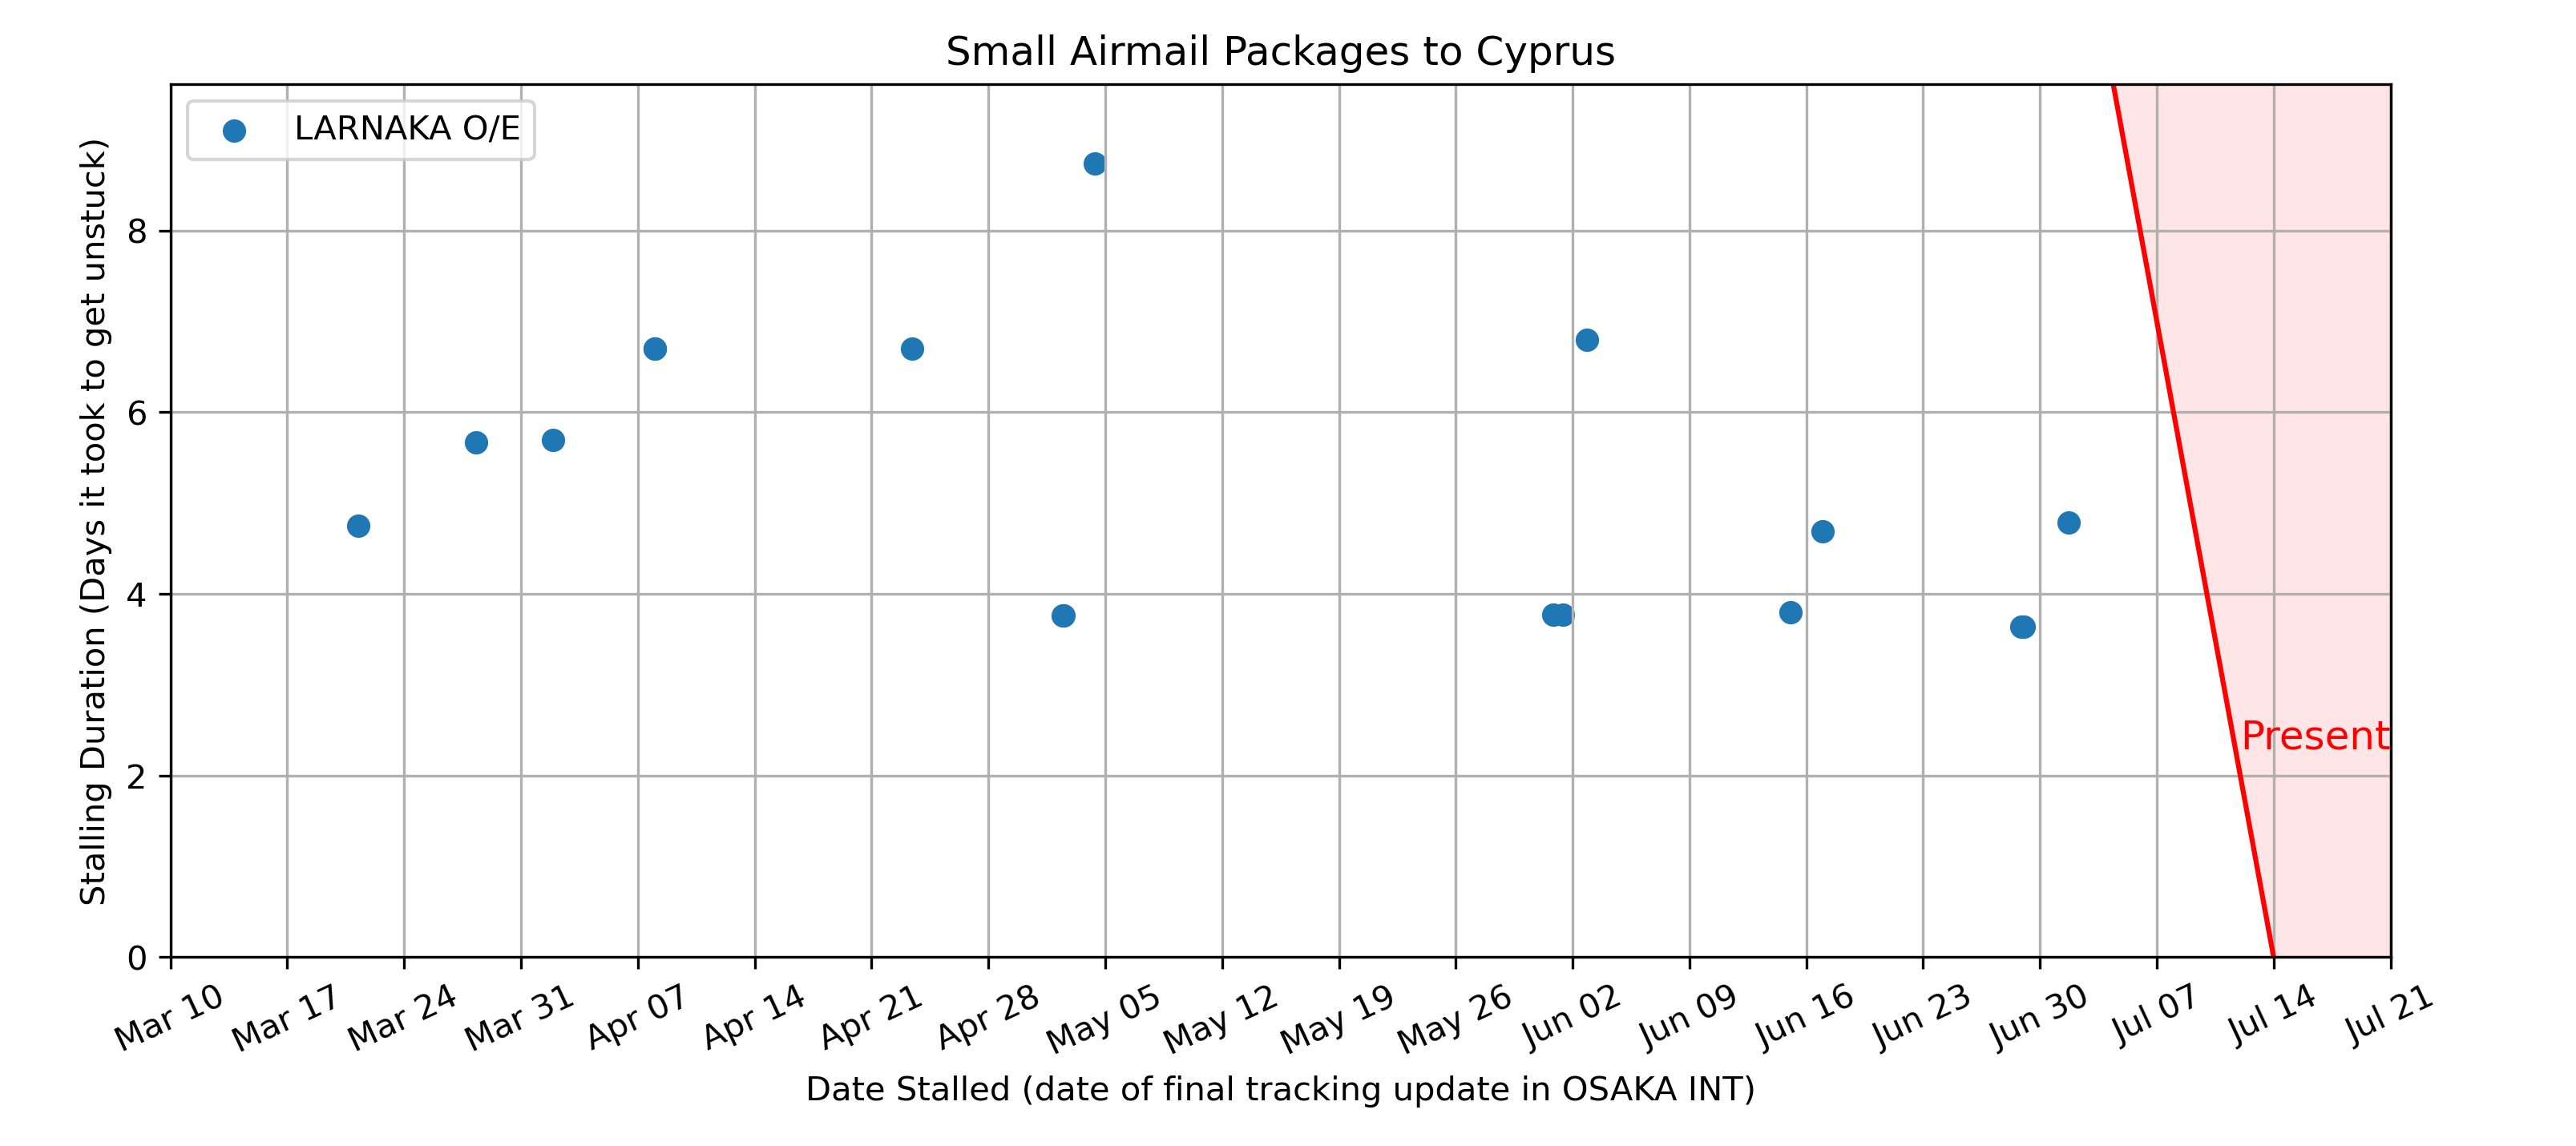 Small Airmail Packages to Cyprus
LARNAKA O/E
Stalling Duration (Days it took to get unstuck)
8
6
4
2
0
Present
Mar 10
Mar 17
Mar 24
Mar 31
Apr 07
Apr 14
Apr 21
Apr 28
May 05
May 12
May 19
May 26
Jun 02
Jun 09
Jun 16
Jun 23
Jun 30
Jul 07
Jul 14
Jul 21
Date Stalled (date of final tracking update in OSAKA INT)